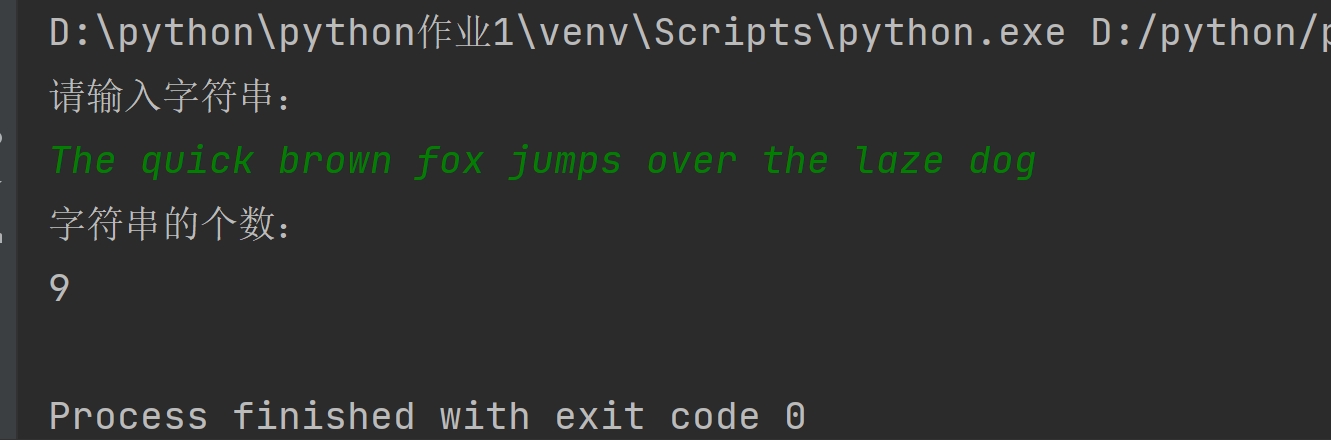 D:\python\python作业1\venv\Scripts\python.exe D:/python/p
请输入字符串：
The quick brown fox jumps over the laze dog
字符串的个数：
9
Process finished with exit code 0